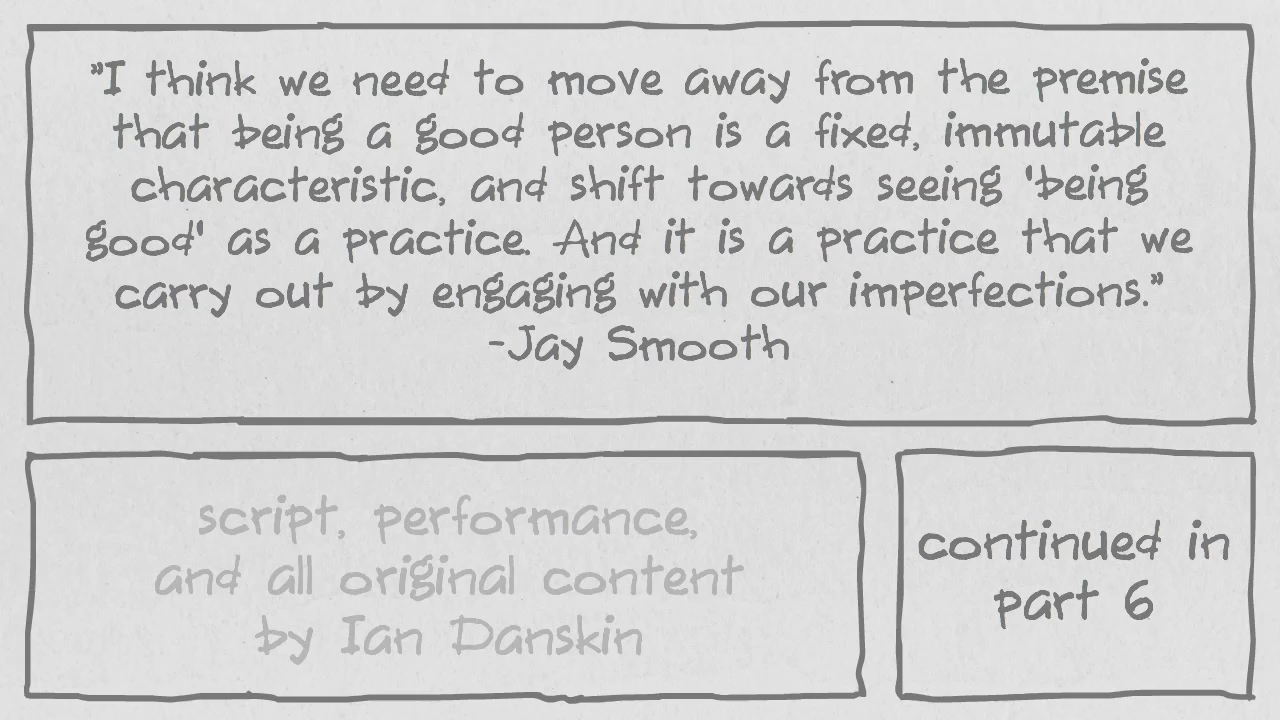 "I think we need to move away from the premise
that being a good person is a fixed, immutable
characteristic, and shift towards seeing 'being
good' as a practice. And it is a practice that we
carry out by engaging with our imperfections."
-Jay Smooth
script, performance,
and all original content
by Ian Danskin
continued in
part 6